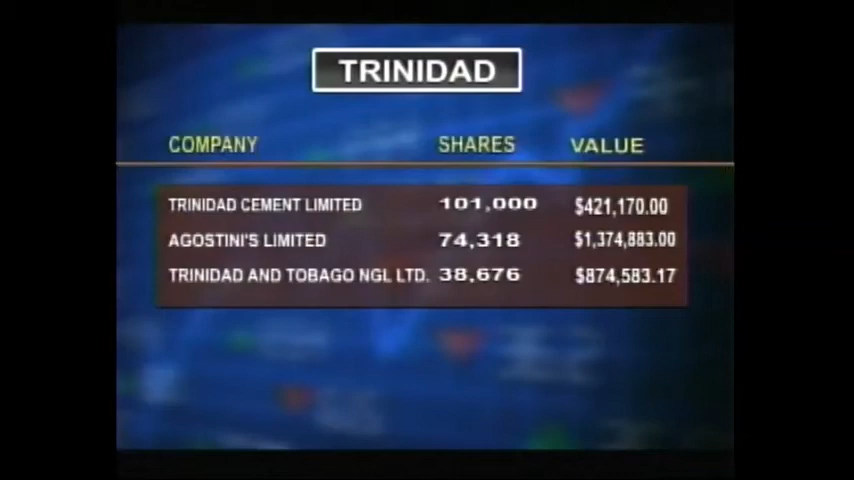 TRINIDAD
COMPANY SHARES VALUE
TRINIDAD CEMENT LIMITED 101,000 $421,170.00
AGOSTINI'S LIMITED 74,318 $1,374,883.00
TRINIDAD AND TOBAGO NGL LTD. 38,676 $874,583.17